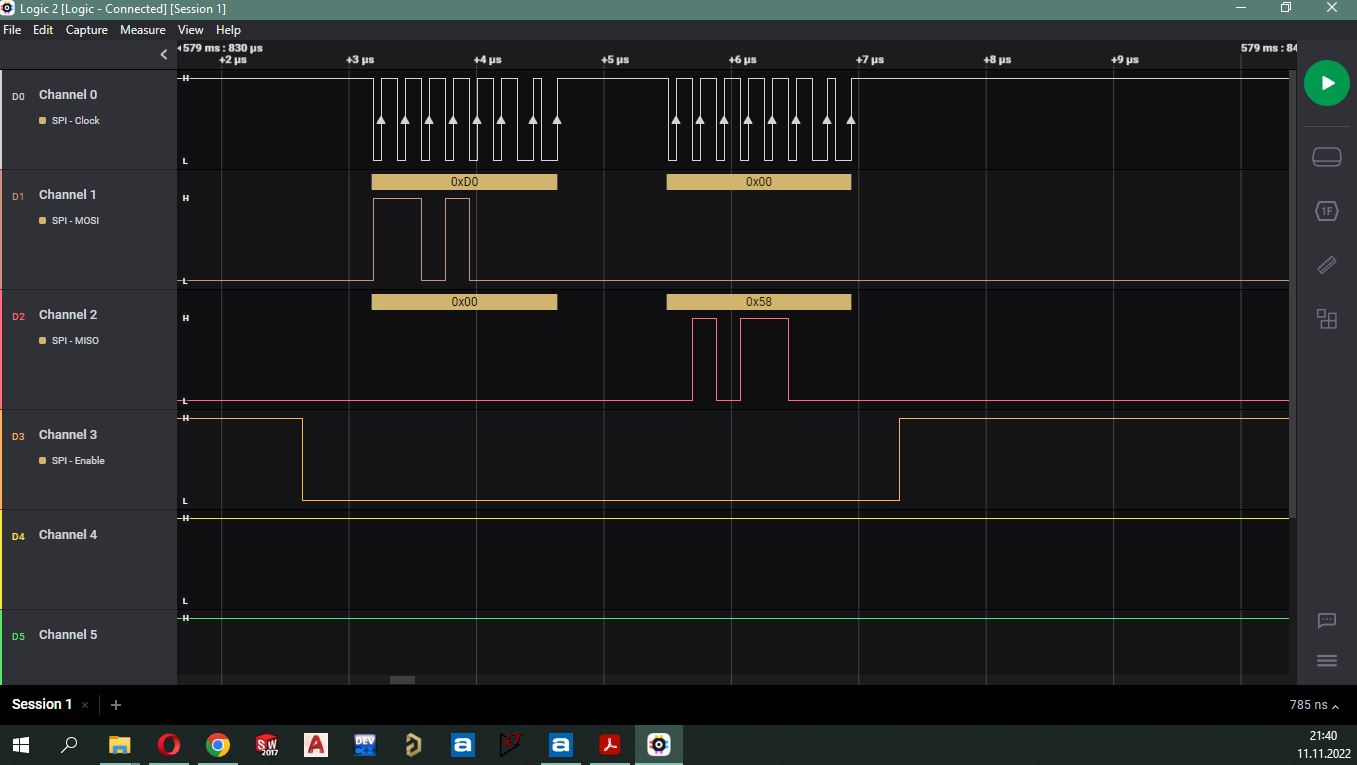 Logic 2 [Logic - Connected] [Session 1]
File Edit Capture Measure View Help
579 ms : 830 µs
579 ms : 84
+2 µs +3 µs +4 µs +5 µs +6 µs +7 µs +8 µs +9 µs
D0 Channel 0
SPI - Clock
H
L
D1 Channel 1
SPI - MOSI
H
L
0xD0 0x00
D2 Channel 2
SPI - MISO
H
L
0x00 0x58
D3 Channel 3
SPI - Enable
H
L
D4 Channel 4
H
L
D5 Channel 5
H
1F
Session 1
785 ns
SW
2017
A
DEV
C++
a
a
21:40
11.11.2022